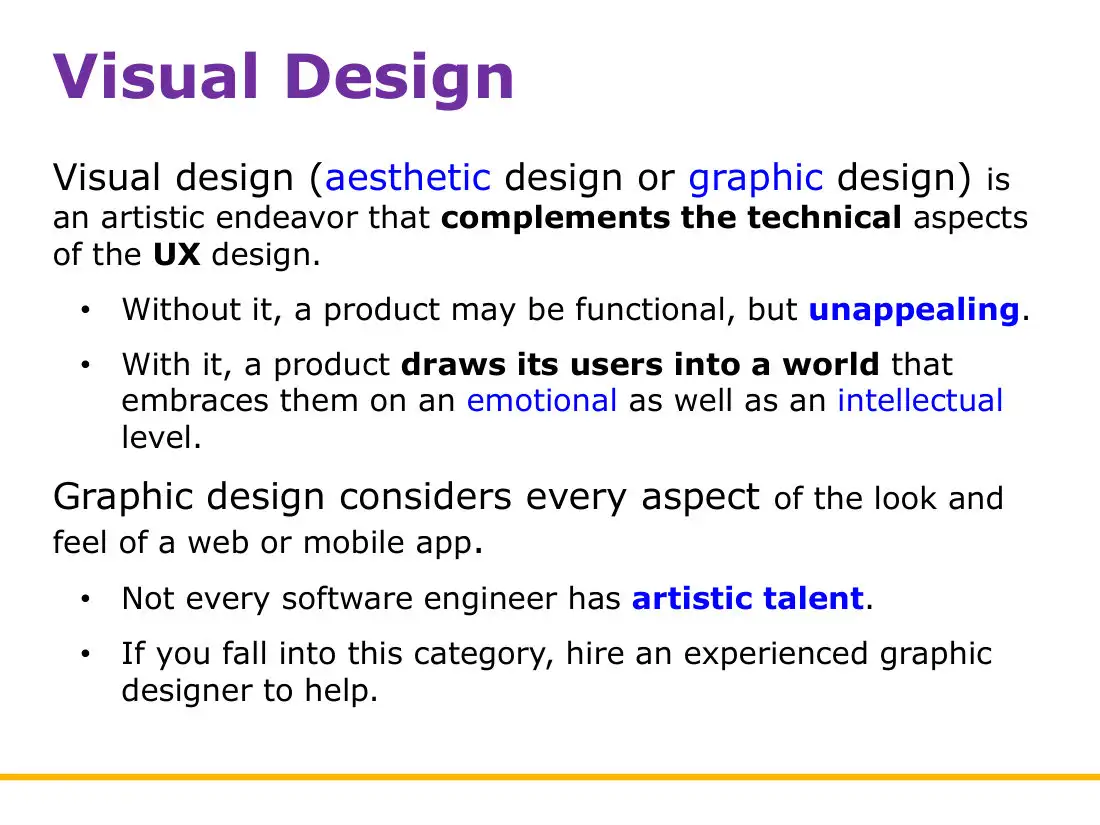 Visual Design
Visual design (aesthetic design or graphic design) is
an artistic endeavor that complements the technical aspects
of the UX design.
• Without it, a product may be functional, but unappealing.
• With it, a product draws its users into a world that
embraces them on an emotional as well as an intellectual
level.
Graphic design considers every aspect of the look and
feel of a web or mobile app.
• Not every software engineer has artistic talent.
• If you fall into this category, hire an experienced graphic
designer to help.